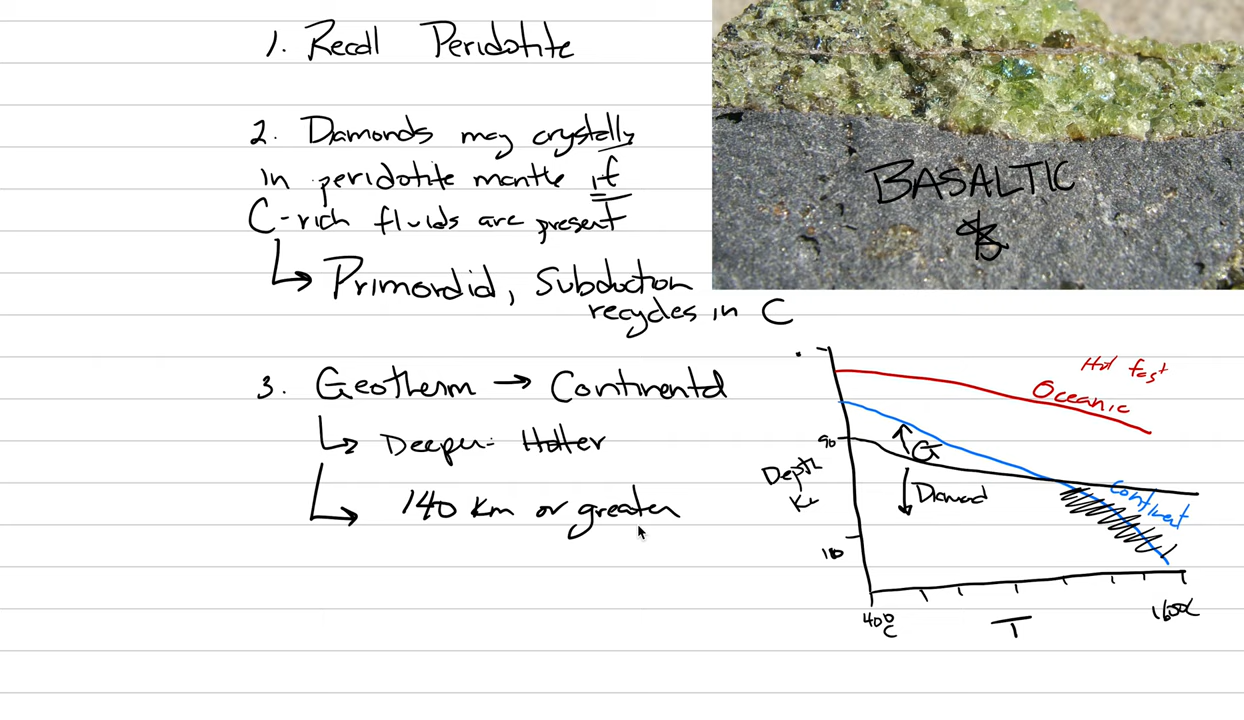 1. Recall Peridotite
2. Diamonds may crystally
in peridotite mantle if
C-rich fluids are present
Primordial, Subduction
recycles in C
3. Geotherm → Continental
Deeper = Hotter
140 km or greater
BASALTIC
Hot fast
Oceanic
90
G
Depth
Diamond
Continent
400
C
T